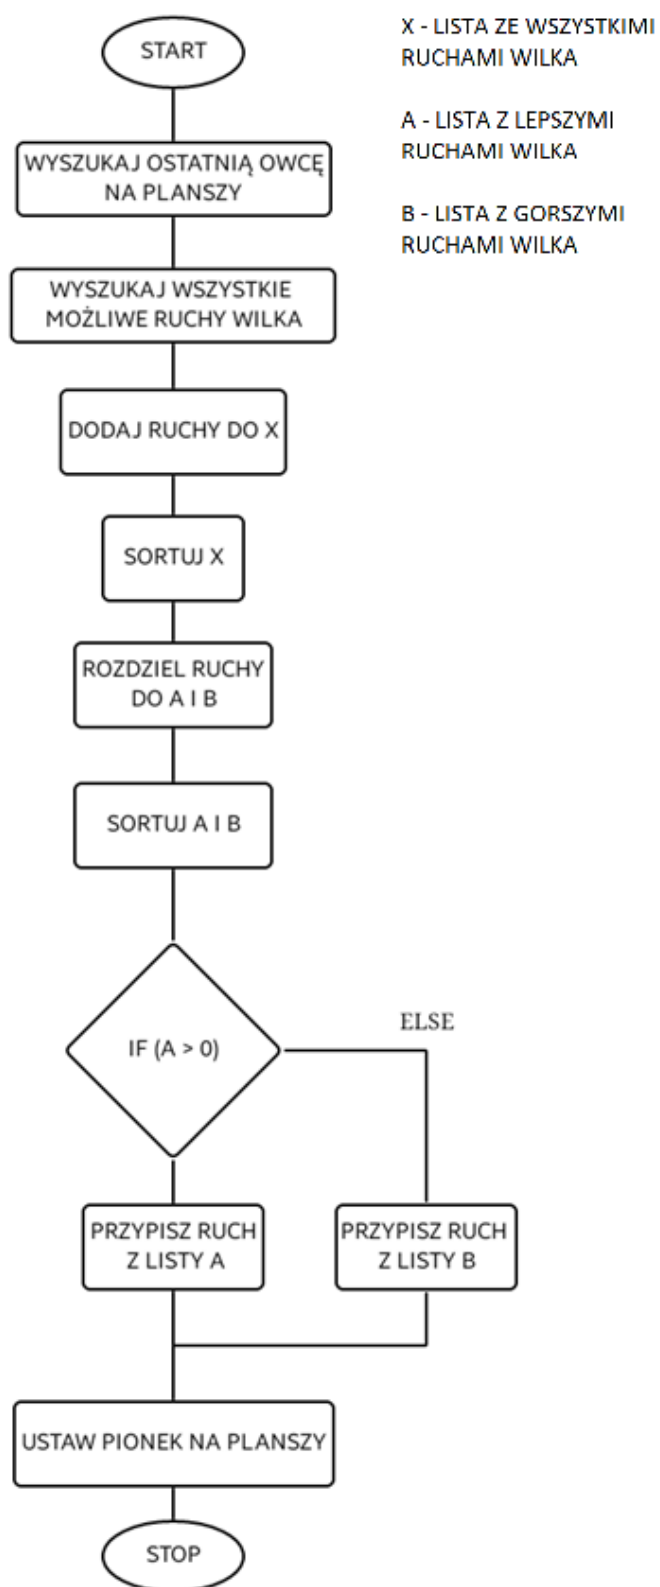 START
X - LISTA ZE WSZYSTKIMI
RUCHAMI WILKA
A - LISTA Z LEPSZYMI
RUCHAMI WILKA
B - LISTA Z GORSZYMI
RUCHAMI WILKA
WYSZUKAJ OSTATNIĄ OWCĘ
NA PLANSZY
WYSZUKAJ WSZYSTKIE
MOŻLIWE RUCHY WILKA
DODAJ RUCHY DO X
SORTUJ X
ROZDZIEL RUCHY
DO A I B
SORTUJ A I B
IF (A > 0)
ELSE
PRZYPISZ RUCH
Z LISTY A
PRZYPISZ RUCH
Z LISTY B
USTAW PIONEK NA PLANSZY
STOP